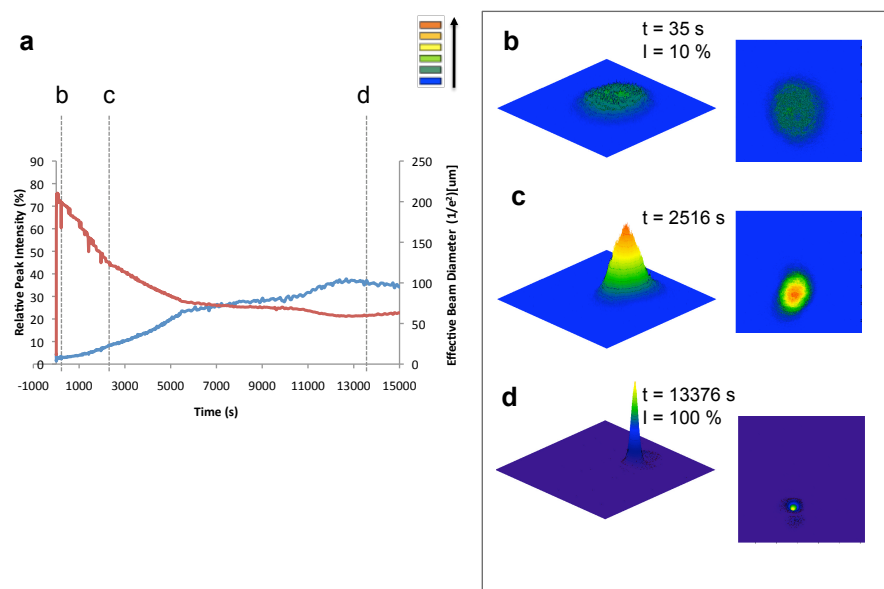 a
b
c
d
90
80
70
60
50
40
30
20
10
0
Relative Peak Intensity (%)
250
200
150
100
50
0
Effective Beam Diameter (1/e²)[um]
-1000 1000 3000 5000 7000 9000 11000 13000 15000
Time (s)
b
t = 35 s
I = 10 %
c
t = 2516 s
d
t = 13376 s
I = 100 %